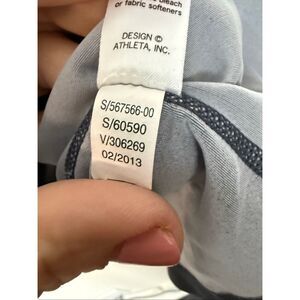 or fabric softeners
DESIGN ©
ATHLETA, INC.
S/567566-00
S/60590
V/306269
02/2013